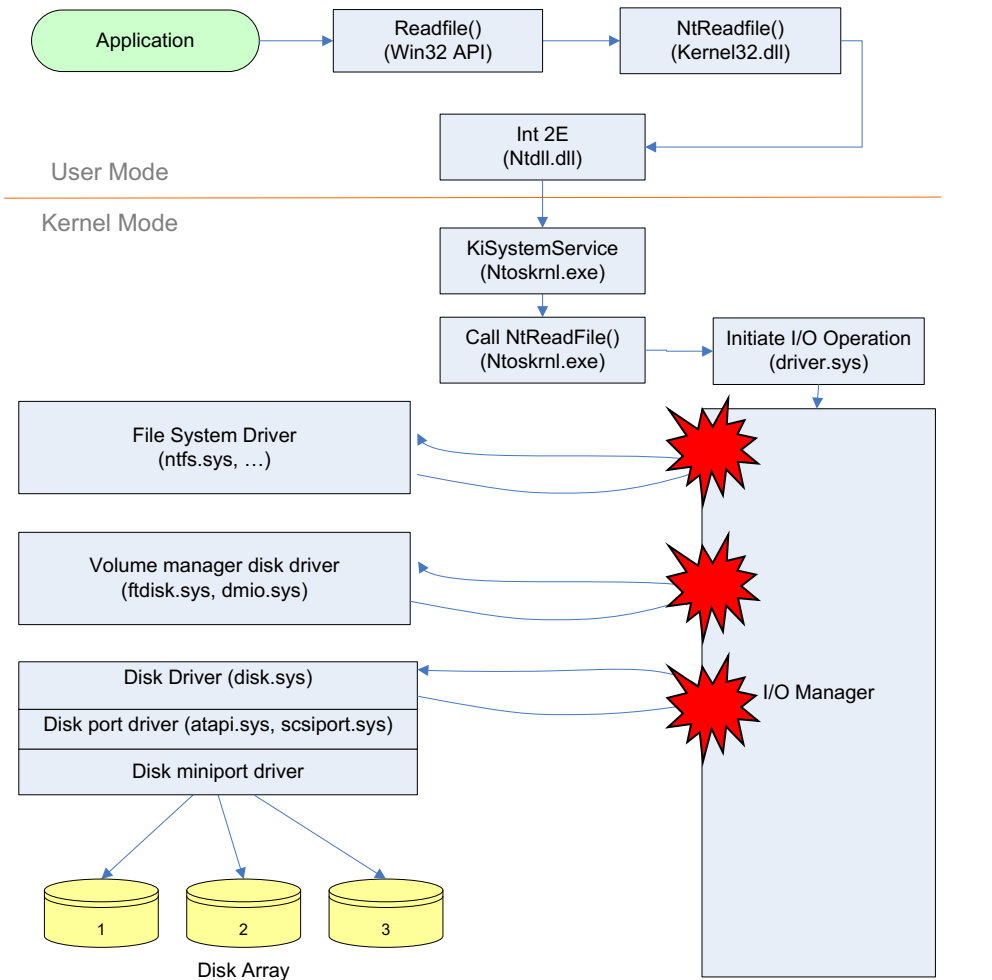 Application
Readfile()
(Win32 API)
NtReadfile()
(Kernel32.dll)
Int 2E
(Ntdll.dll)
User Mode
Kernel Mode
KiSystemService
(Ntoskrnl.exe)
Call NtReadFile()
(Ntoskrnl.exe)
Initiate I/O Operation
(driver.sys)
File System Driver
(ntfs.sys, …)
Volume manager disk driver
(ftdisk.sys, dmio.sys)
Disk Driver (disk.sys)
I/O Manager
Disk port driver (atapi.sys, scsiport.sys)
Disk miniport driver
1
2
3
Disk Array